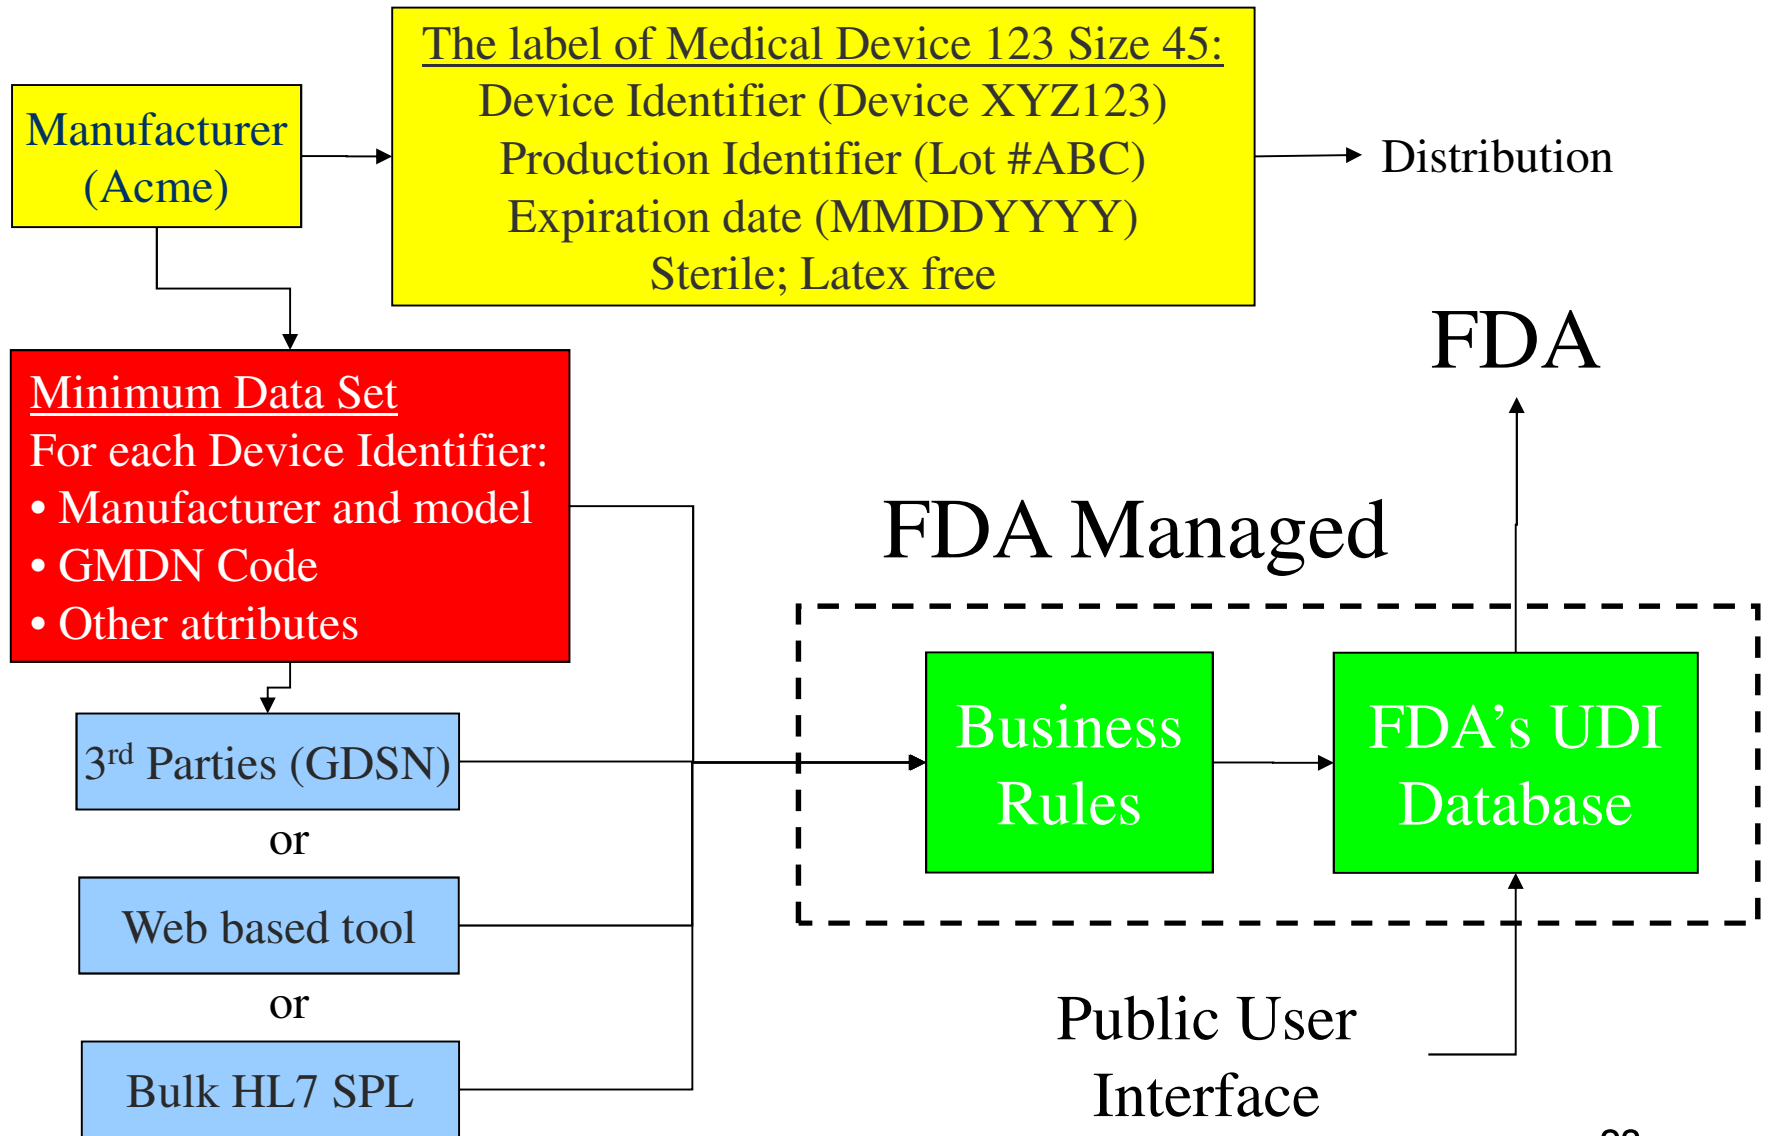 The label of Medical Device 123 Size 45:
Device Identifier (Device XYZ123)
Production Identifier (Lot #ABC)
Expiration date (MMDDYYYY)
Sterile; Latex free
Manufacturer
(Acme)
Distribution
FDA
Minimum Data Set
For each Device Identifier:
• Manufacturer and model
• GMDN Code
• Other attributes
FDA Managed
Business
Rules
FDA's UDI
Database
3rd Parties (GDSN)
or
Web based tool
or
Bulk HL7 SPL
Public User
Interface